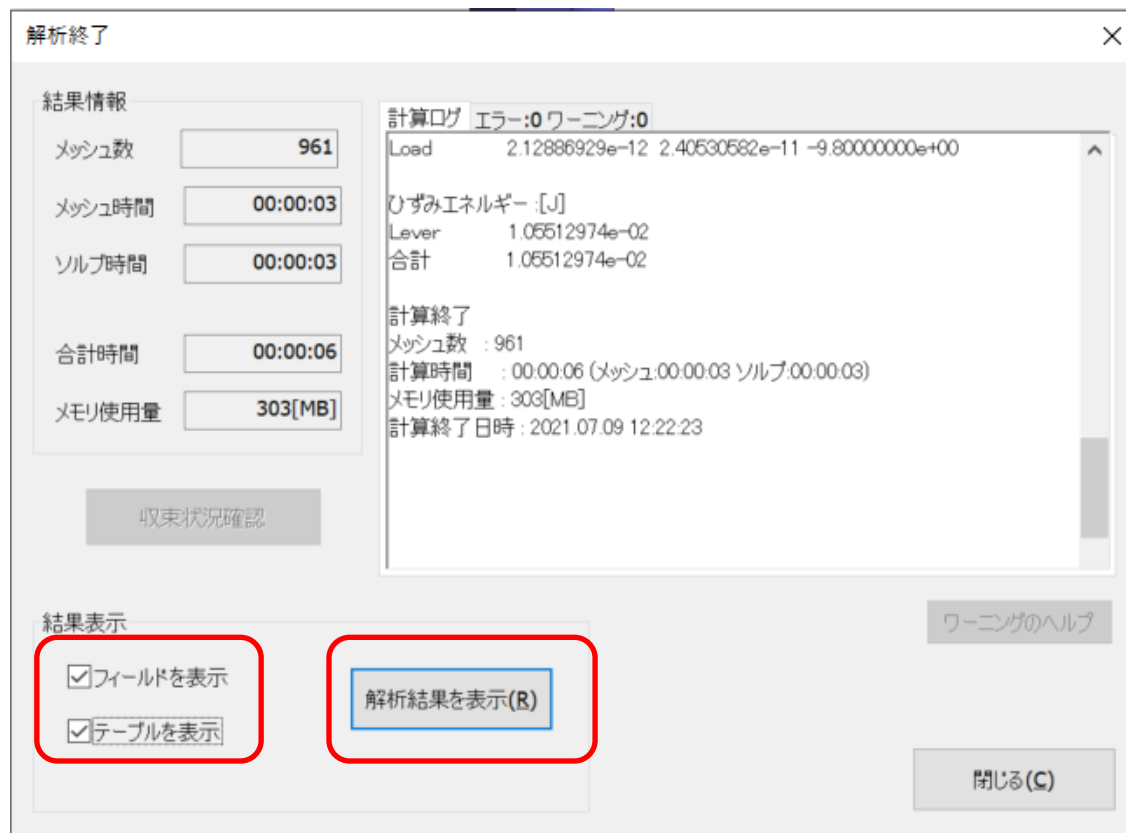 解析終了
結果情報
メッシュ数 961
メッシュ時間 00:00:03
ソルブ時間 00:00:03
合計時間 00:00:06
メモリ使用量 303[MB]
収束状況確認
計算ログ エラー:0 ワーニング:0
Load 2.12886929e-12 2.40530582e-11 -9.80000000e+00
ひずみエネルギー :[J]
Lever 1.05512974e-02
合計 1.05512974e-02
計算終了
メッシュ数 : 961
計算時間 : 00:00:06 (メッシュ:00:00:03 ソルブ:00:00:03)
メモリ使用量 : 303[MB]
計算終了日時 : 2021.07.09 12:22:23
ワーニングのヘルプ
結果表示
フィールドを表示
テーブルを表示
解析結果を表示(R)
閉じる(C)